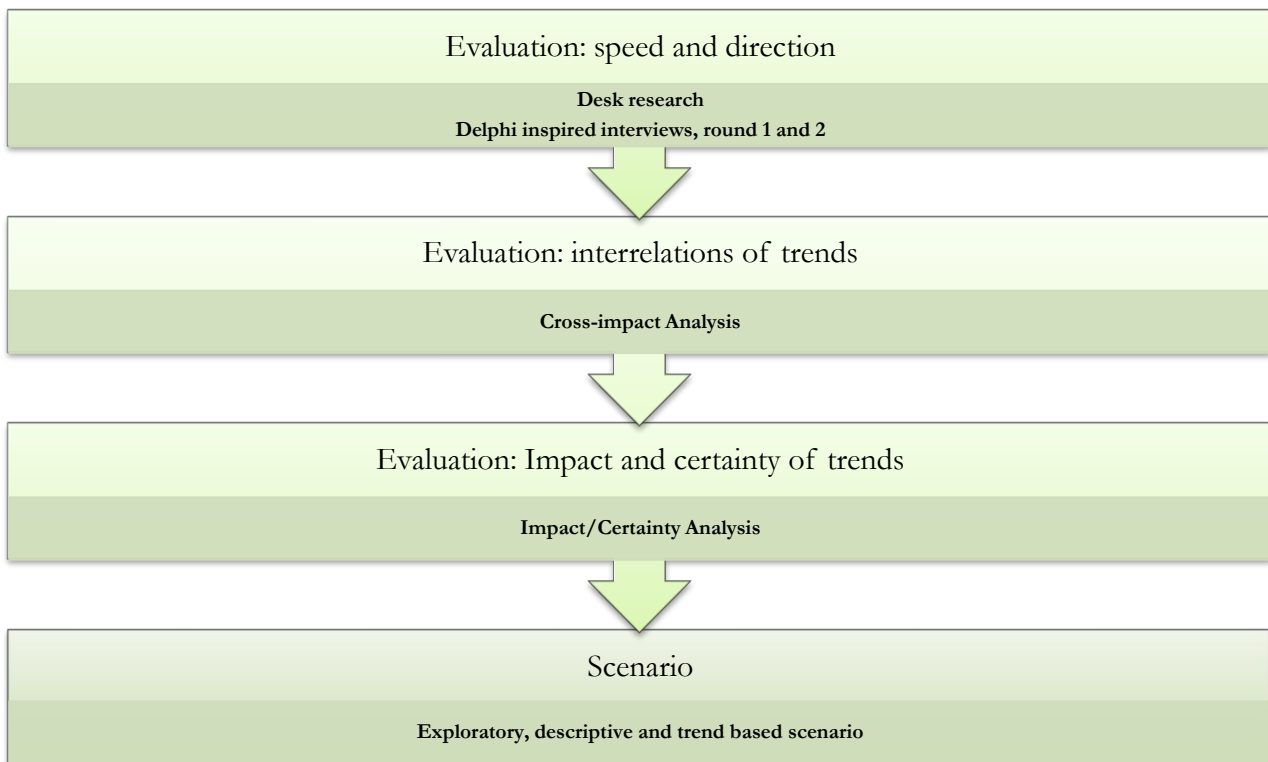 Evaluation: speed and direction
Desk research
Delphi inspired interviews, round 1 and 2
Evaluation: interrelations of trends
Cross-impact Analysis
Evaluation: Impact and certainty of trends
Impact/Certainty Analysis
Scenario
Exploratory, descriptive and trend based scenario